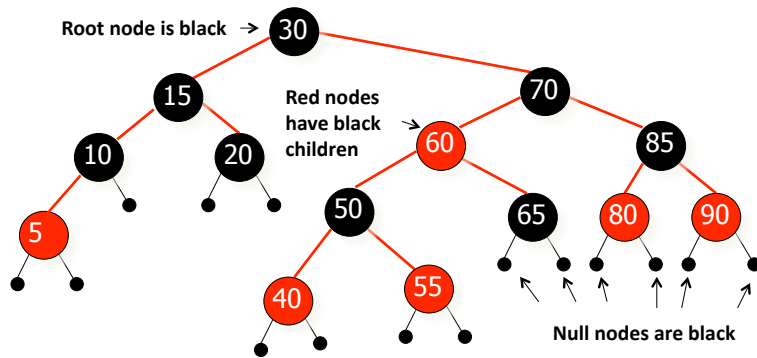 Root node is black
30
15
70
Red nodes
have black
children
10
20
60
85
5
50
65
80
90
40
55
Null nodes are black